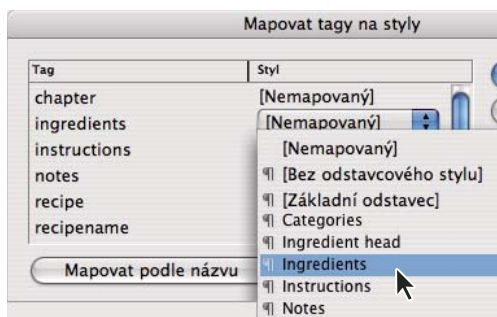 Mapovat tagy na styly
Tag Styl
chapter [Nemapovaný]
ingredients [Nemapovaný]
instructions [Nemapovaný]
notes ¶ [Bez odstavcového stylu]
recipe ¶ [Základní odstavec]
¶ Categories
recipename ¶ Ingredient head
Mapovat podle názvu ¶ Ingredients
¶ Instructions
¶ Notes